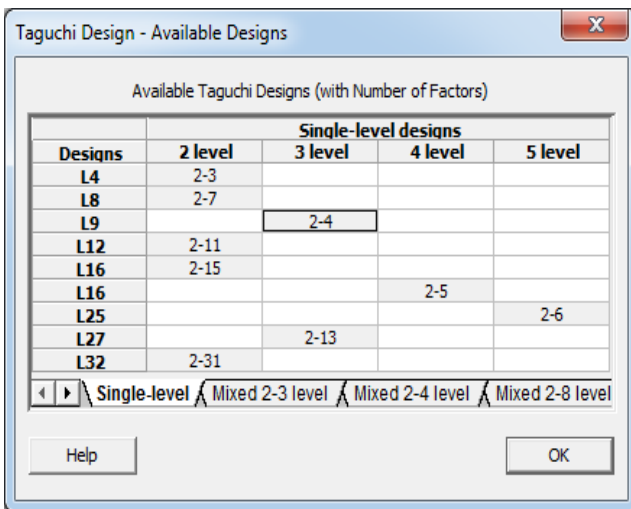 Taguchi Design - Available Designs
Available Taguchi Designs (with Number of Factors)
Single-level designs
Designs 2 level 3 level 4 level 5 level
L4 2-3
L8 2-7
L9 2-4
L12 2-11
L16 2-15
L16 2-5
L25 2-6
L27 2-13
L32 2-31
Single-level Mixed 2-3 level Mixed 2-4 level Mixed 2-8 level
Help OK